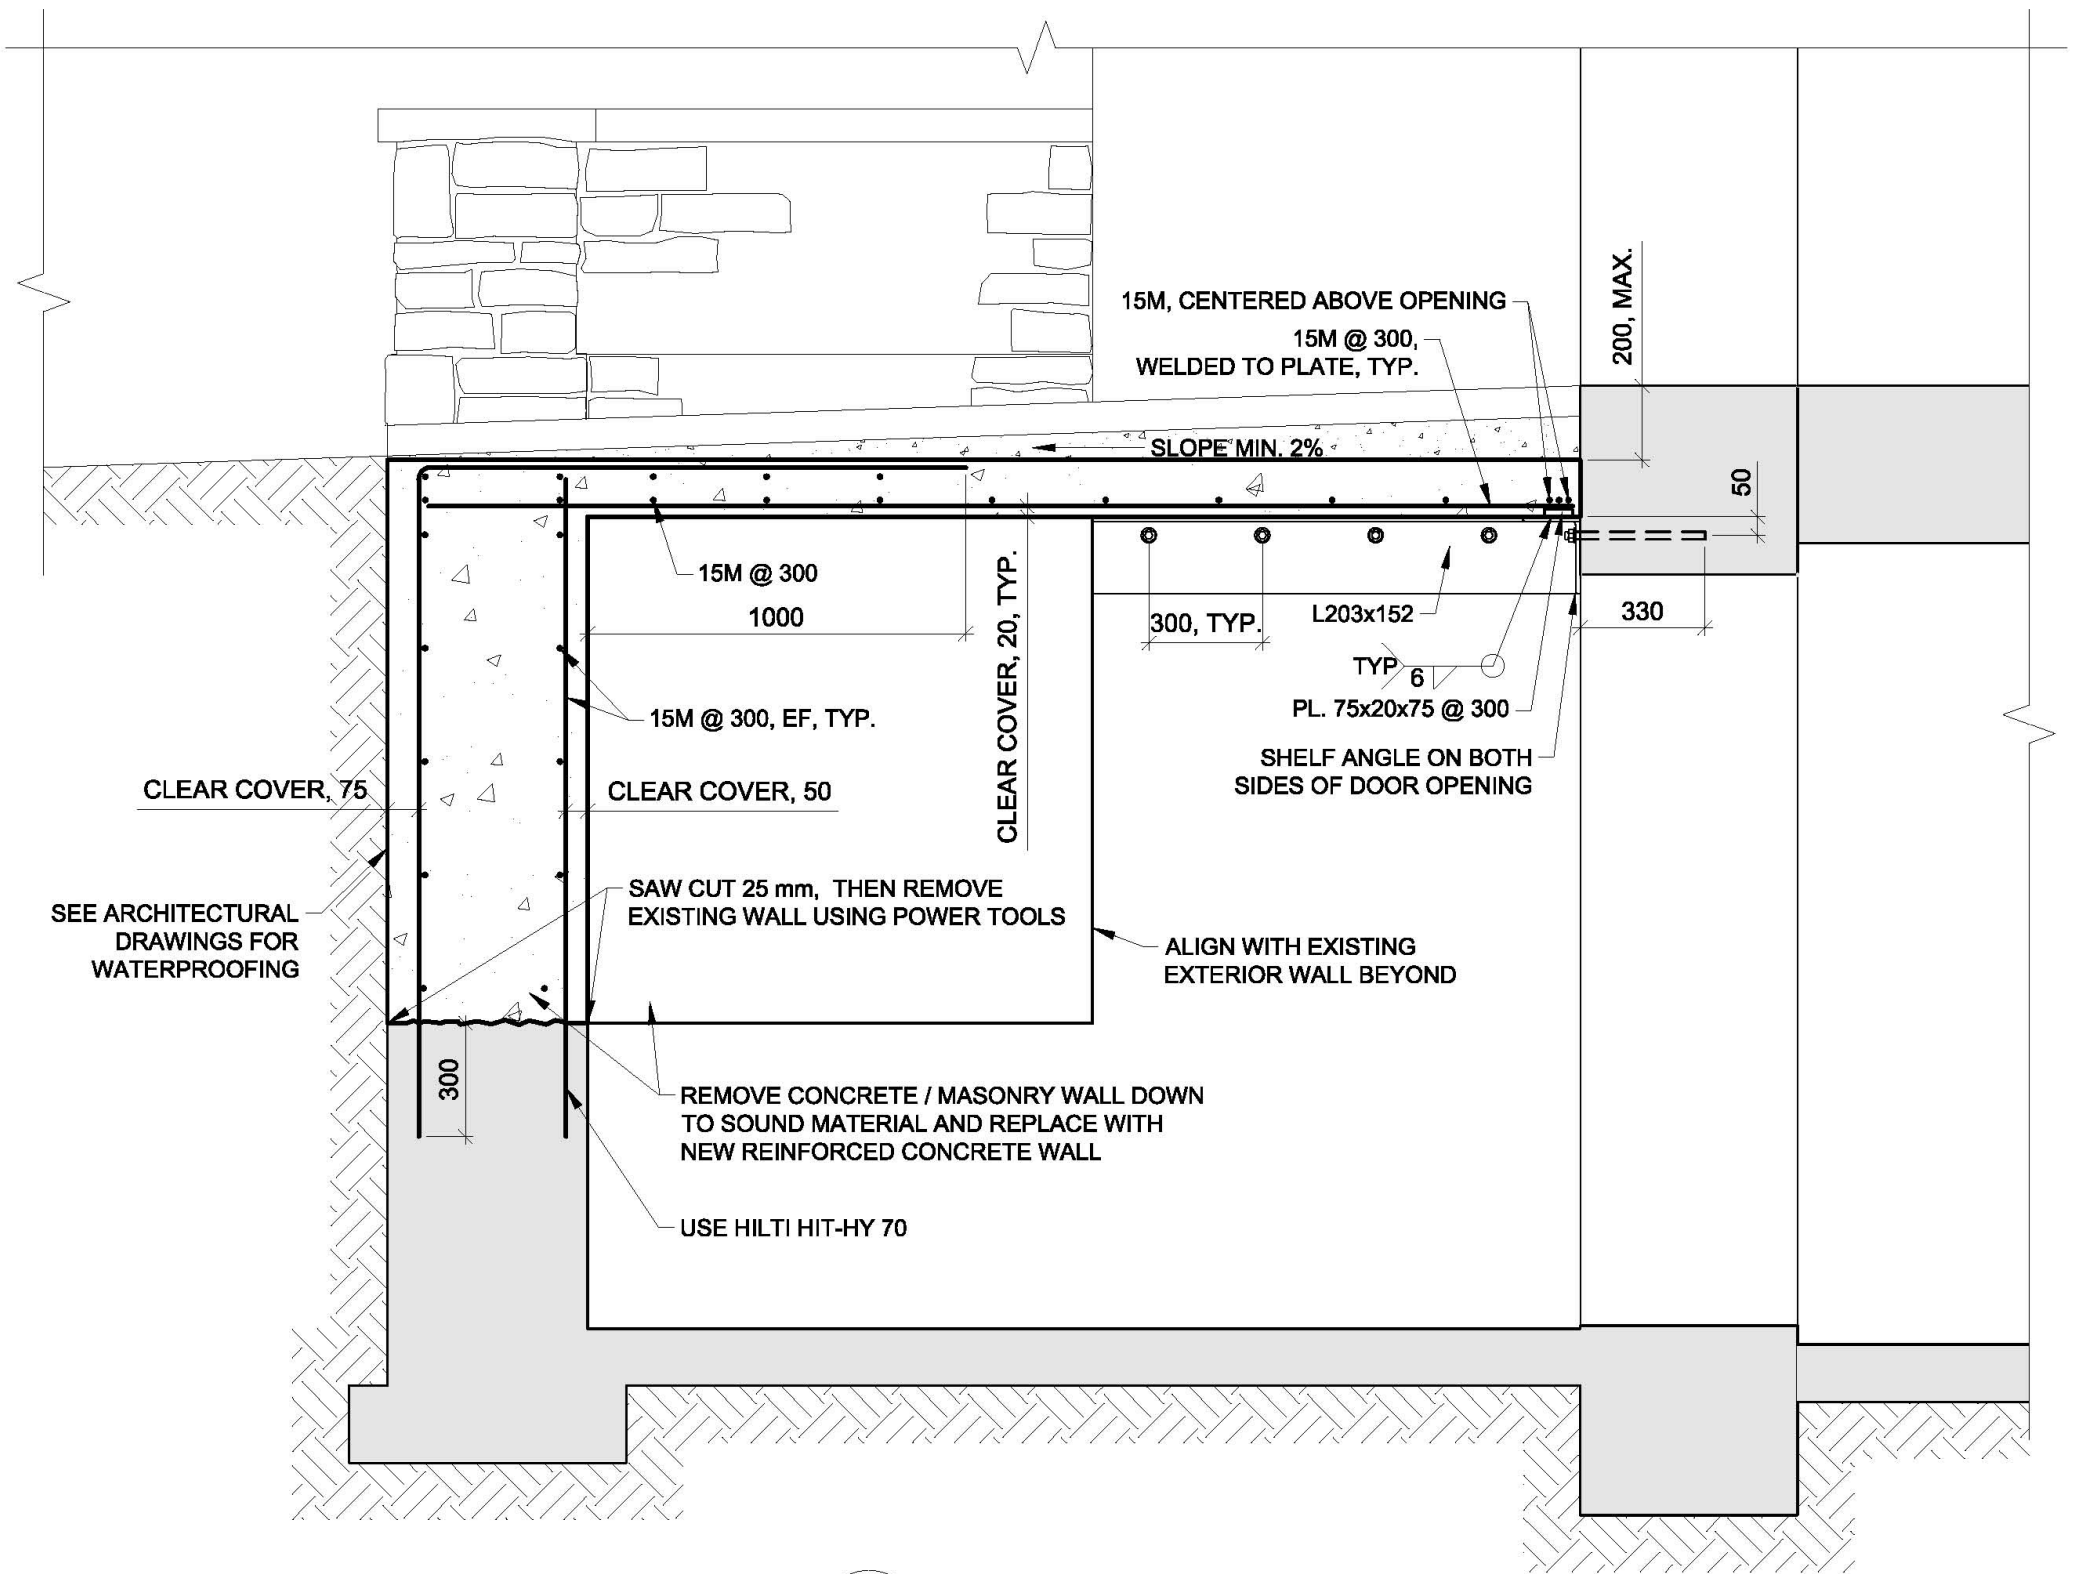 15M, CENTERED ABOVE OPENING
15M @ 300,
WELDED TO PLATE, TYP.
200, MAX.
SLOPE MIN. 2%
50
15M @ 300
1000
CLEAR COVER, 20, TYP.
300, TYP.
L203x152
330
TYP
6
15M @ 300, EF, TYP.
PL. 75x20x75 @ 300
SHELF ANGLE ON BOTH
SIDES OF DOOR OPENING
CLEAR COVER, 75
CLEAR COVER, 50
SAW CUT 25 mm, THEN REMOVE
EXISTING WALL USING POWER TOOLS
SEE ARCHITECTURAL
DRAWINGS FOR
WATERPROOFING
ALIGN WITH EXISTING
EXTERIOR WALL BEYOND
300
REMOVE CONCRETE / MASONRY WALL DOWN
TO SOUND MATERIAL AND REPLACE WITH
NEW REINFORCED CONCRETE WALL
USE HILTI HIT-HY 70